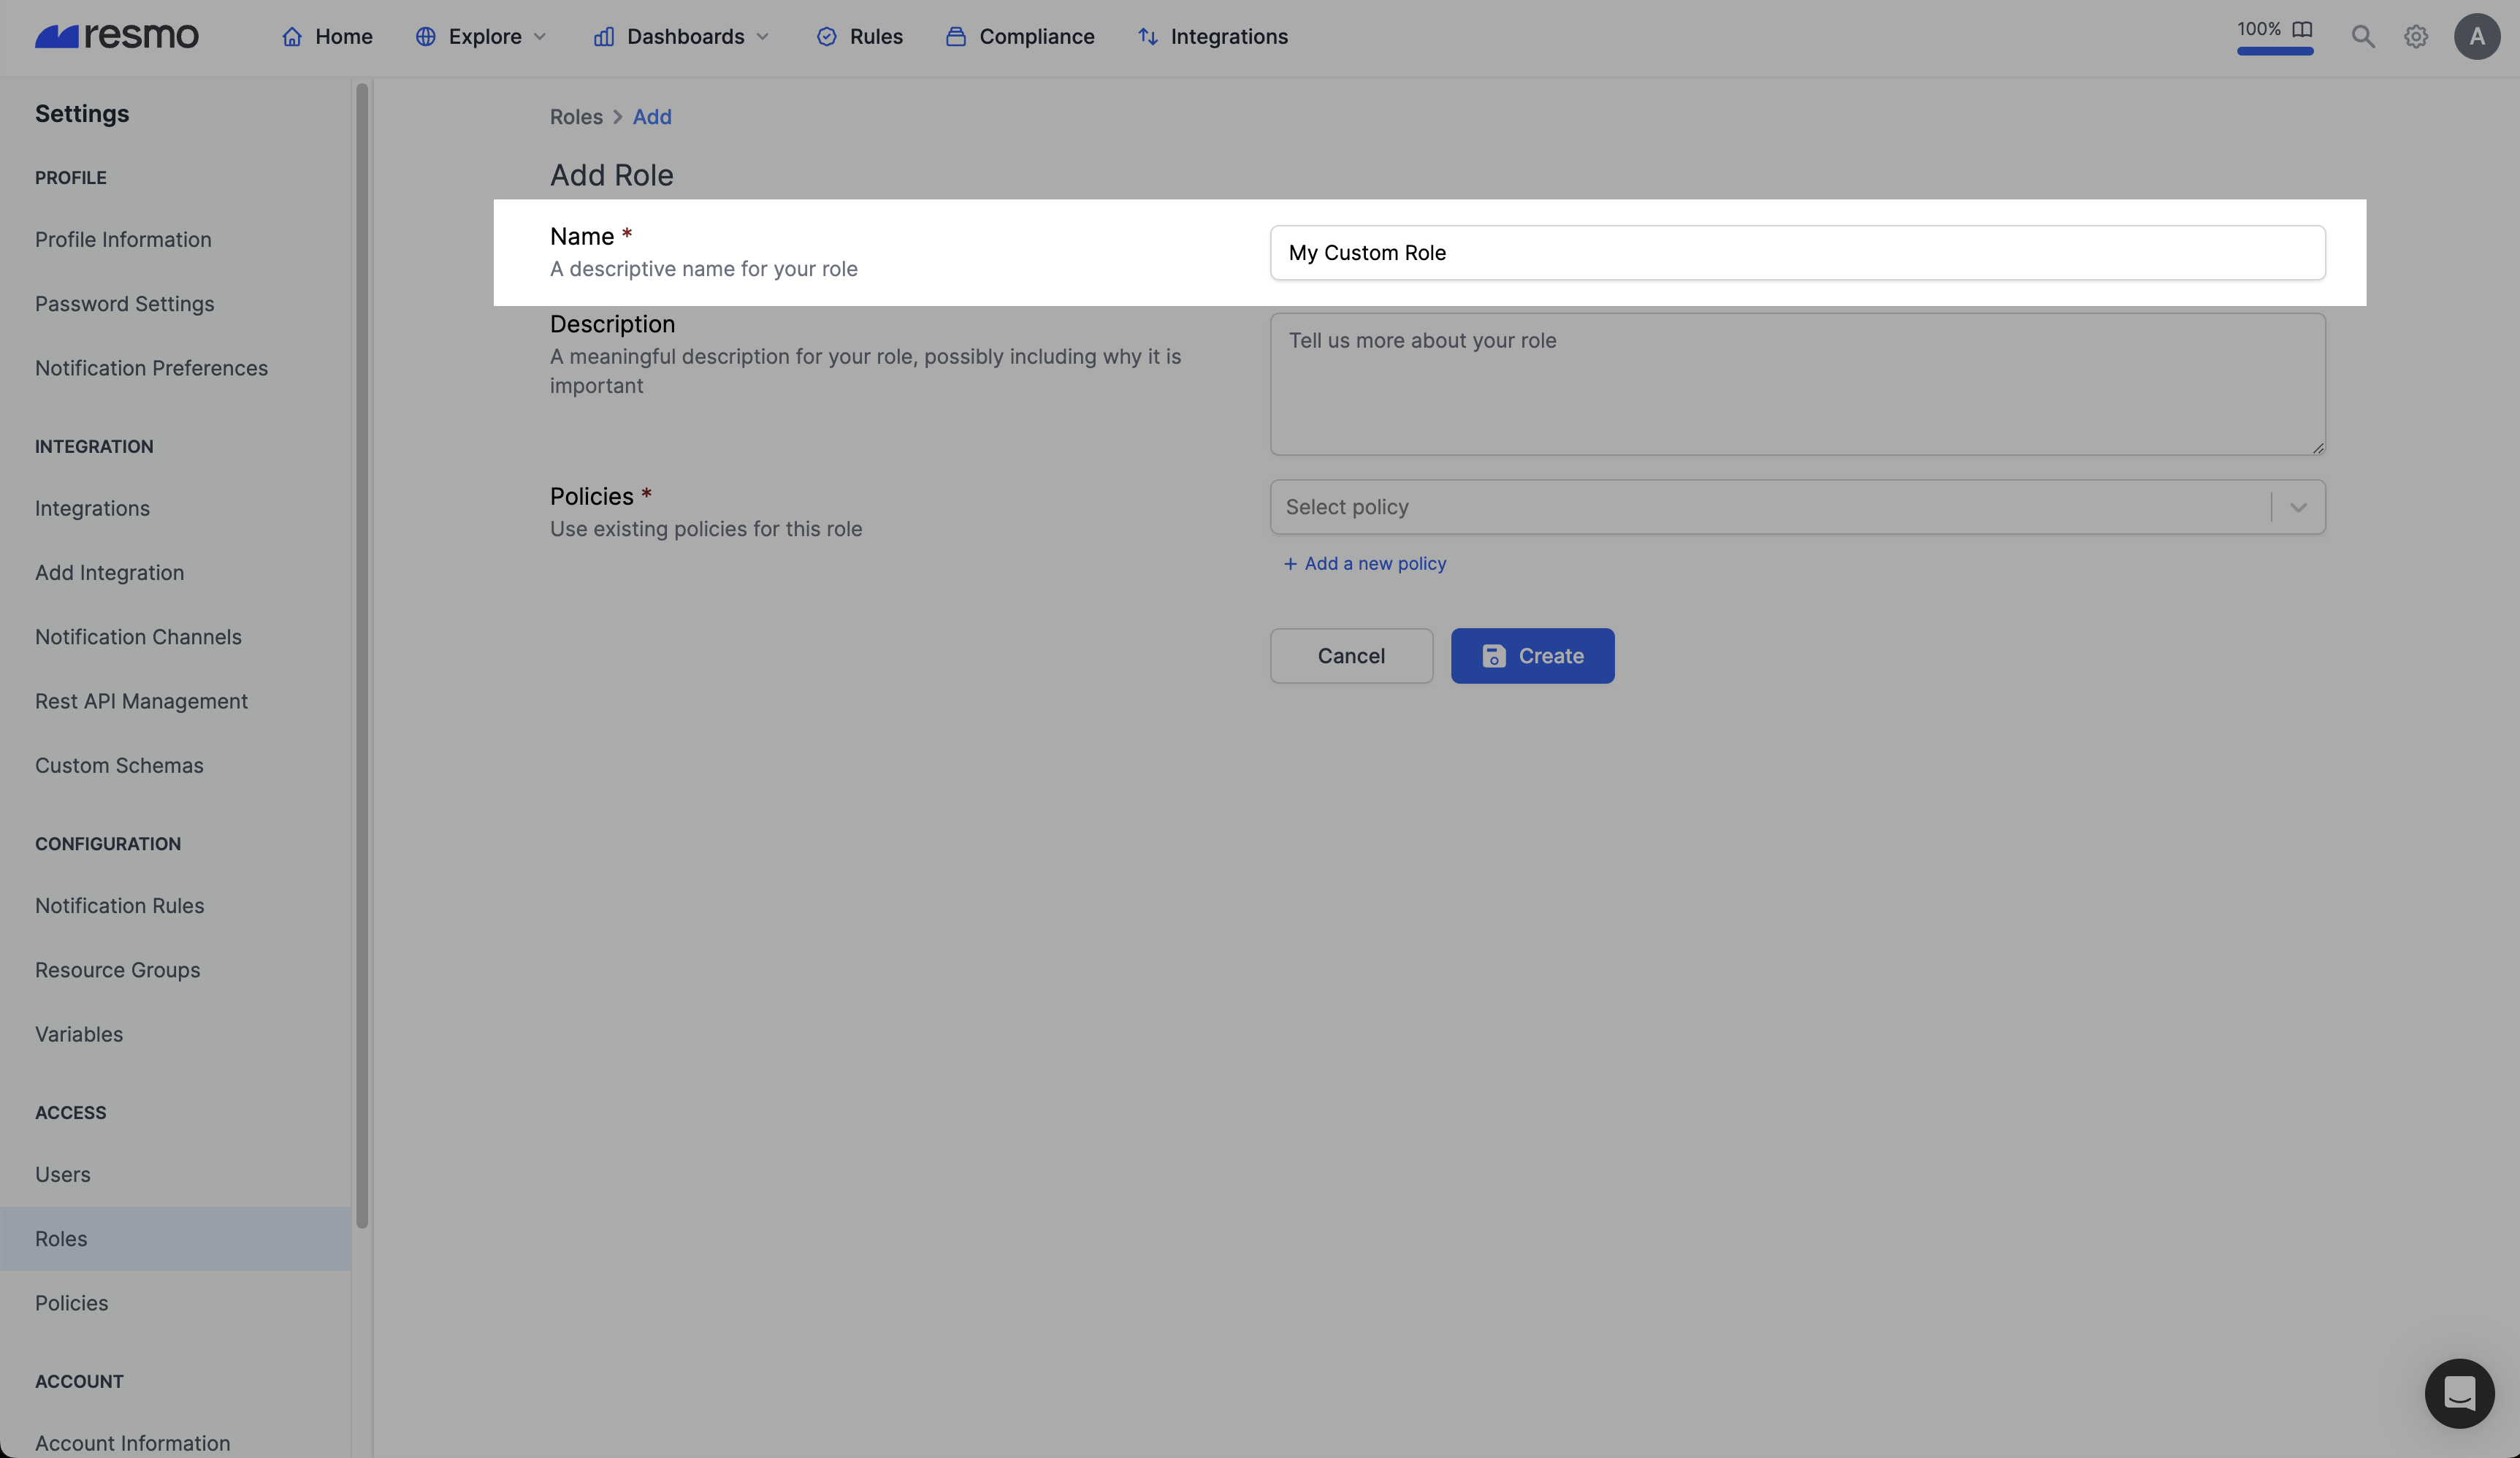 resmo
Home
Explore
Dashboards
Rules
Compliance
Integrations
100%
A
Settings
PROFILE
Profile Information
Password Settings
Notification Preferences
INTEGRATION
Integrations
Add Integration
Notification Channels
Rest API Management
Custom Schemas
CONFIGURATION
Notification Rules
Resource Groups
Variables
ACCESS
Users
Roles
Policies
ACCOUNT
Account Information
Roles > Add
Add Role
Name *
A descriptive name for your role
My Custom Role
Description
A meaningful description for your role, possibly including why it is
important
Tell us more about your role
Policies *
Use existing policies for this role
Select policy
+ Add a new policy
Cancel
Create